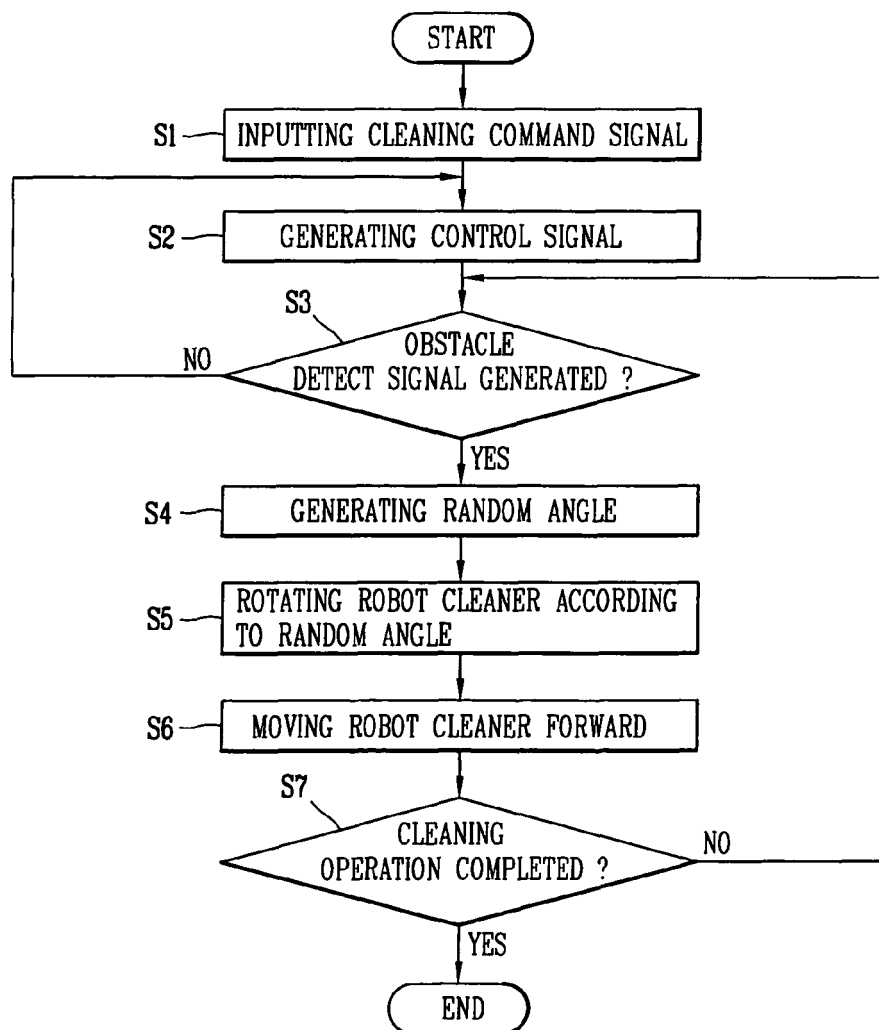 START
S1 INPUTTING CLEANING COMMAND SIGNAL
S2 GENERATING CONTROL SIGNAL
S3
OBSTACLE
DETECT SIGNAL GENERATED ?
NO
YES
S4 GENERATING RANDOM ANGLE
S5
ROTATING ROBOT CLEANER ACCORDING
TO RANDOM ANGLE
S6 MOVING ROBOT CLEANER FORWARD
S7
CLEANING
OPERATION COMPLETED ?
NO
YES
END